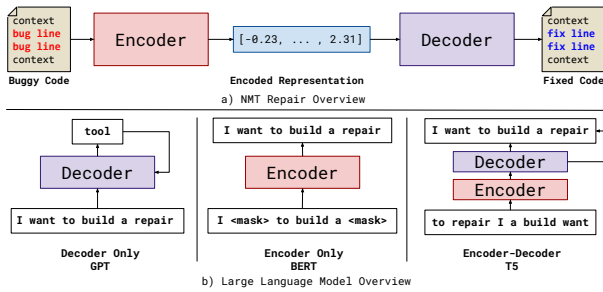 context
bug line
bug line
context
Buggy Code
Encoder
[-0.23, ... , 2.31]
Encoded Representation
Decoder
context
fix line
fix line
context
Fixed Code
a) NMT Repair Overview
tool
Decoder
I want to build a repair
Decoder Only
GPT
I want to build a repair
Encoder
I <mask> to build a <mask>
Encoder Only
BERT
I want to build a repair
Decoder
Encoder
to repair I a build want
Encoder-Decoder
T5
b) Large Language Model Overview